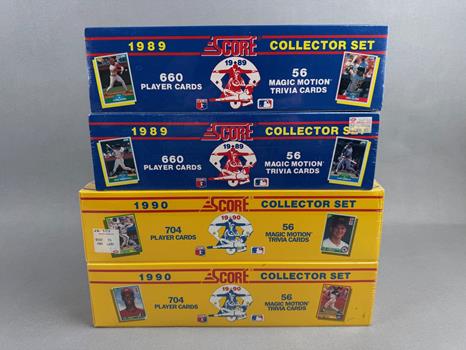 1989 SCORE COLLECTOR SET
660 PLAYER CARDS
1989
56 MAGIC MOTION TRIVIA CARDS
1989 SCORE COLLECTOR SET
660 PLAYER CARDS
1989
56 MAGIC MOTION TRIVIA CARDS
1990 SCORE COLLECTOR SET
704 PLAYER CARDS
1990
56 MAGIC MOTION TRIVIA CARDS
1990 SCORE COLLECTOR SET
704 PLAYER CARDS
1990
56 MAGIC MOTION TRIVIA CARDS